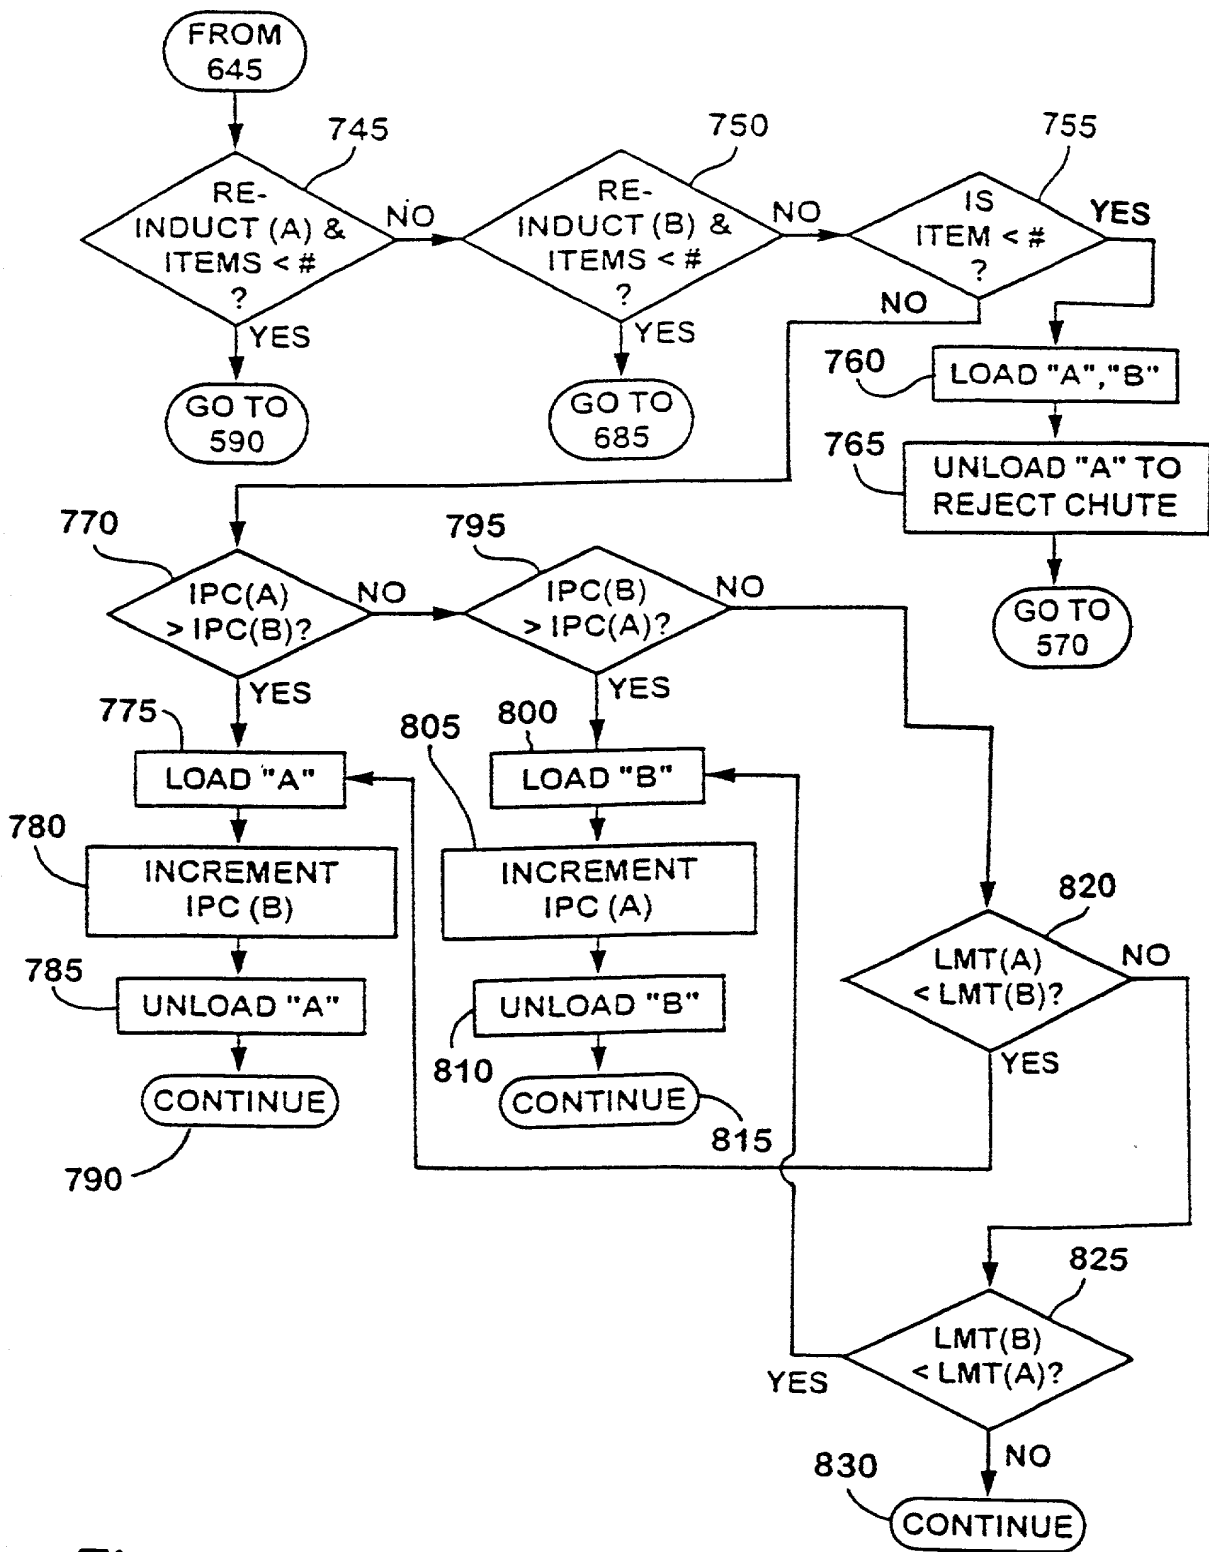 FROM
645
745
RE-
INDUCT (A) &
ITEMS < #
?
NO
YES
GO TO
590
750
RE-
INDUCT (B) &
ITEMS < #
?
NO
YES
GO TO
685
755
IS
ITEM < #
?
YES
NO
760
LOAD "A","B"
765
UNLOAD "A" TO
REJECT CHUTE
GO TO
570
770
IPC(A)
> IPC(B)?
NO
YES
795
IPC(B)
> IPC(A)?
NO
YES
775
LOAD "A"
780
INCREMENT
IPC (B)
785
UNLOAD "A"
CONTINUE
790
800
LOAD "B"
805
INCREMENT
IPC (A)
UNLOAD "B"
810
CONTINUE
815
820
LMT(A)
< LMT(B)?
NO
YES
825
LMT(B)
< LMT(A)?
YES
NO
830
CONTINUE